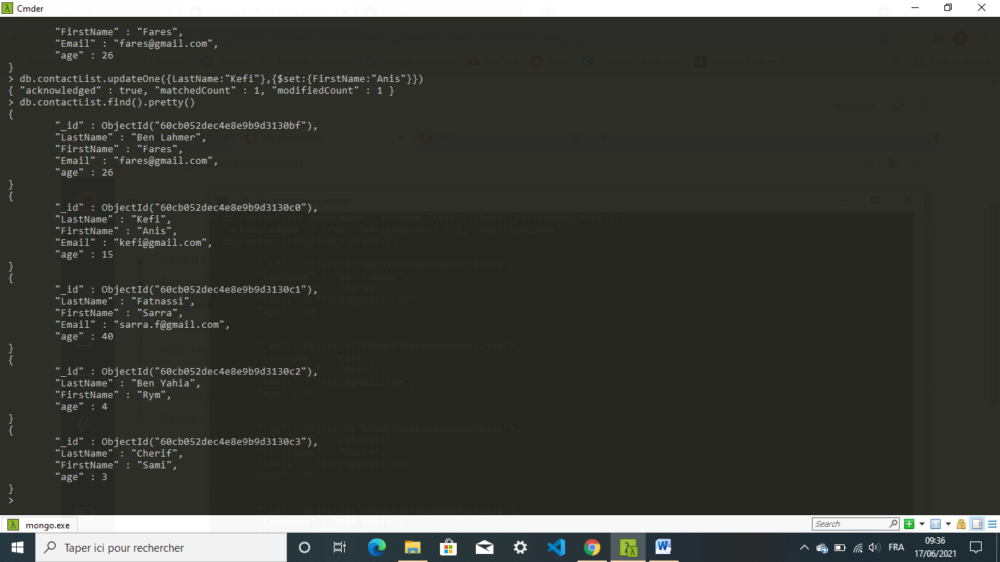 Cmder
"FirstName" : "Fares",
"Email" : "fares@gmail.com",
"age" : 26
}
> db.contactList.updateOne({LastName:"Kefi"},{$set:{FirstName:"Anis"}})
{ "acknowledged" : true, "matchedCount" : 1, "modifiedCount" : 1 }
> db.contactList.find().pretty()
{
"_id" : ObjectId("60cb052dec4e8e9b9d3130bf"),
"LastName" : "Ben Lahmer",
"FirstName" : "Fares",
"Email" : "fares@gmail.com",
"age" : 26
}
{
"_id" : ObjectId("60cb052dec4e8e9b9d3130c0"),
"LastName" : "Kefi",
"FirstName" : "Anis",
"Email" : "kefi@gmail.com",
"age" : 15
}
{
"_id" : ObjectId("60cb052dec4e8e9b9d3130c1"),
"LastName" : "Fatnassi",
"FirstName" : "Sarra",
"Email" : "sarra.f@gmail.com",
"age" : 40
}
{
"_id" : ObjectId("60cb052dec4e8e9b9d3130c2"),
"LastName" : "Ben Yahia",
"FirstName" : "Rym",
"age" : 4
}
{
"_id" : ObjectId("60cb052dec4e8e9b9d3130c3"),
"LastName" : "Cherif",
"FirstName" : "Sami",
"age" : 3
}
>
mongo.exe
Search
Taper ici pour rechercher
FRA
09:36
17/06/2021